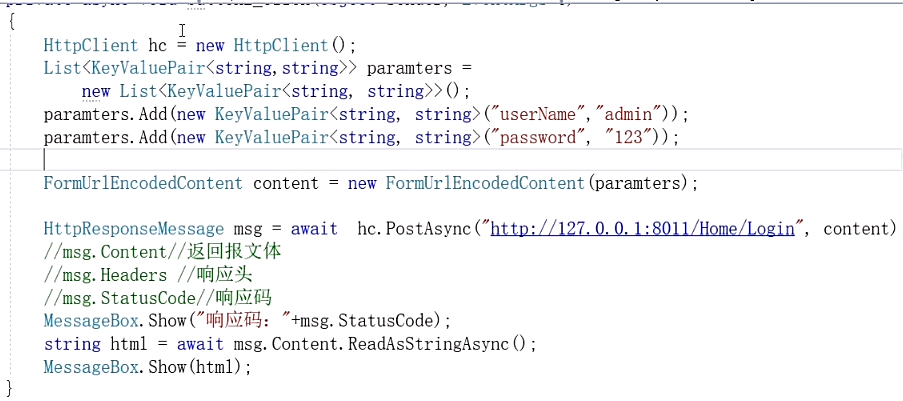 {
HttpClient hc = new HttpClient();
List<KeyValuePair<string,string>> paramters =
new List<KeyValuePair<string, string>>();
paramters.Add(new KeyValuePair<string, string>("userName","admin"));
paramters.Add(new KeyValuePair<string, string>("password", "123"));
FormUrlEncodedContent content = new FormUrlEncodedContent(paramters);
HttpResponseMessage msg = await  hc.PostAsync("http://127.0.0.1:8011/Home/Login", content)
//msg.Content//返回报文体
//msg.Headers //响应头
//msg.StatusCode//响应码
MessageBox.Show("响应码："+msg.StatusCode);
string html = await msg.Content.ReadAsStringAsync();
MessageBox.Show(html);
}